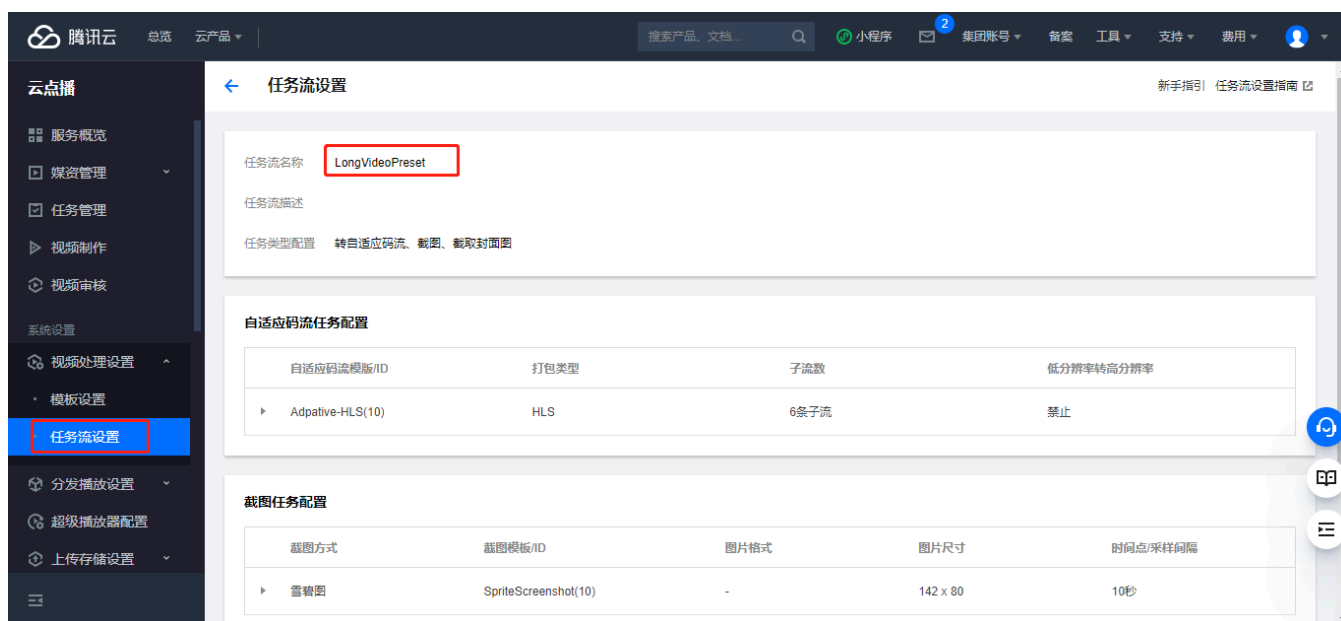 腾讯云 总览 云产品 搜索产品、文档... 小程序 2 集团账号 备案 工具 支持 费用
云点播
任务流设置 新手指引 任务流设置指南
服务概览
媒资管理
任务管理
视频制作
视频审核
系统设置
视频处理设置
模板设置
任务流设置
分发播放设置
超级播放器配置
上传存储设置
任务流名称 LongVideoPreset
任务流描述
任务类型配置 转自适应码流、截图、截取封面图
自适应码流任务配置
自适应码流模版/ID 打包类型 子流数 低分辨率转高分辨率
Adpative-HLS(10) HLS 6条子流 禁止
截图任务配置
截图方式 截图模板/ID 图片格式 图片尺寸 时间点/采样间隔
雪碧图 SpriteScreenshot(10) - 142 x 80 10秒